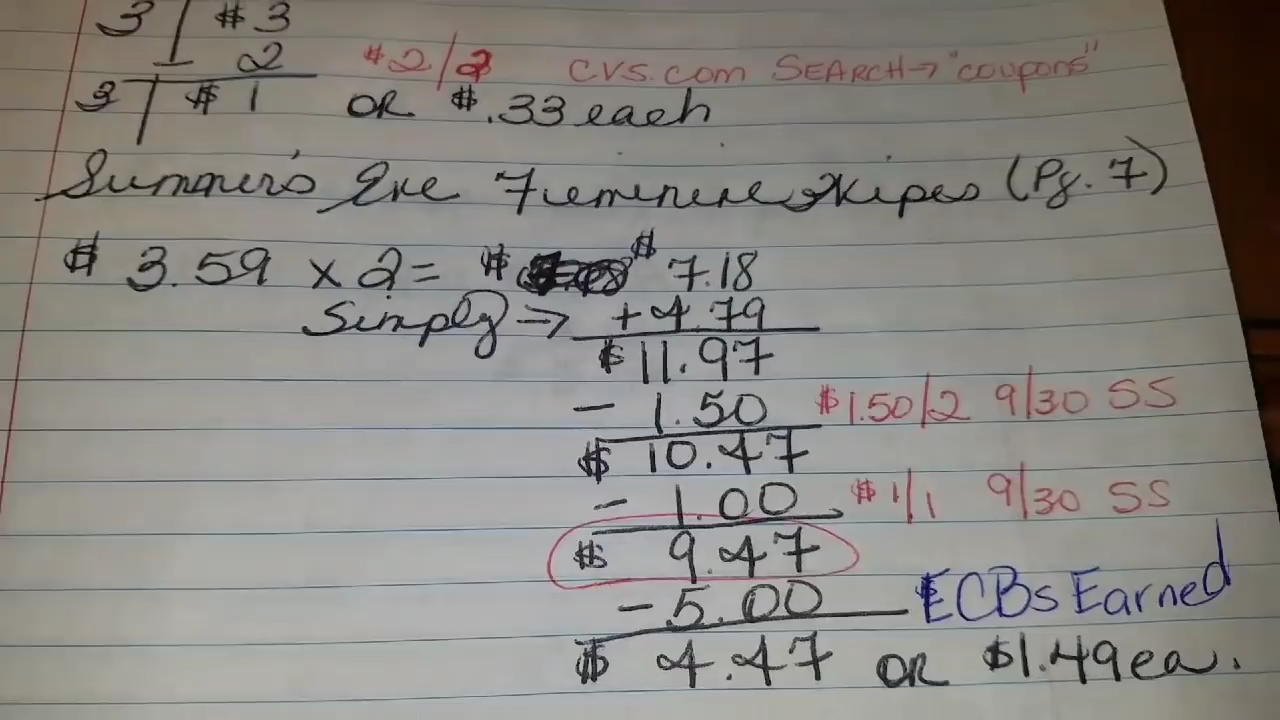 3 $3
- 2 $2/2 CVS.com SEARCH→ "coupons"
3 $1 OR $.33 each
Summer's Eve Feminine Wipes (Pg. 7)
$3.59 x 2 = $ $7.18
Simply → +4.79
$11.97
- 1.50 $1.50/2 9/30 SS
$10.47
- 1.00 $1/1 9/30 SS
$9.47
- 5.00 ECBs Earned
$4.47 OR $1.49 ea.